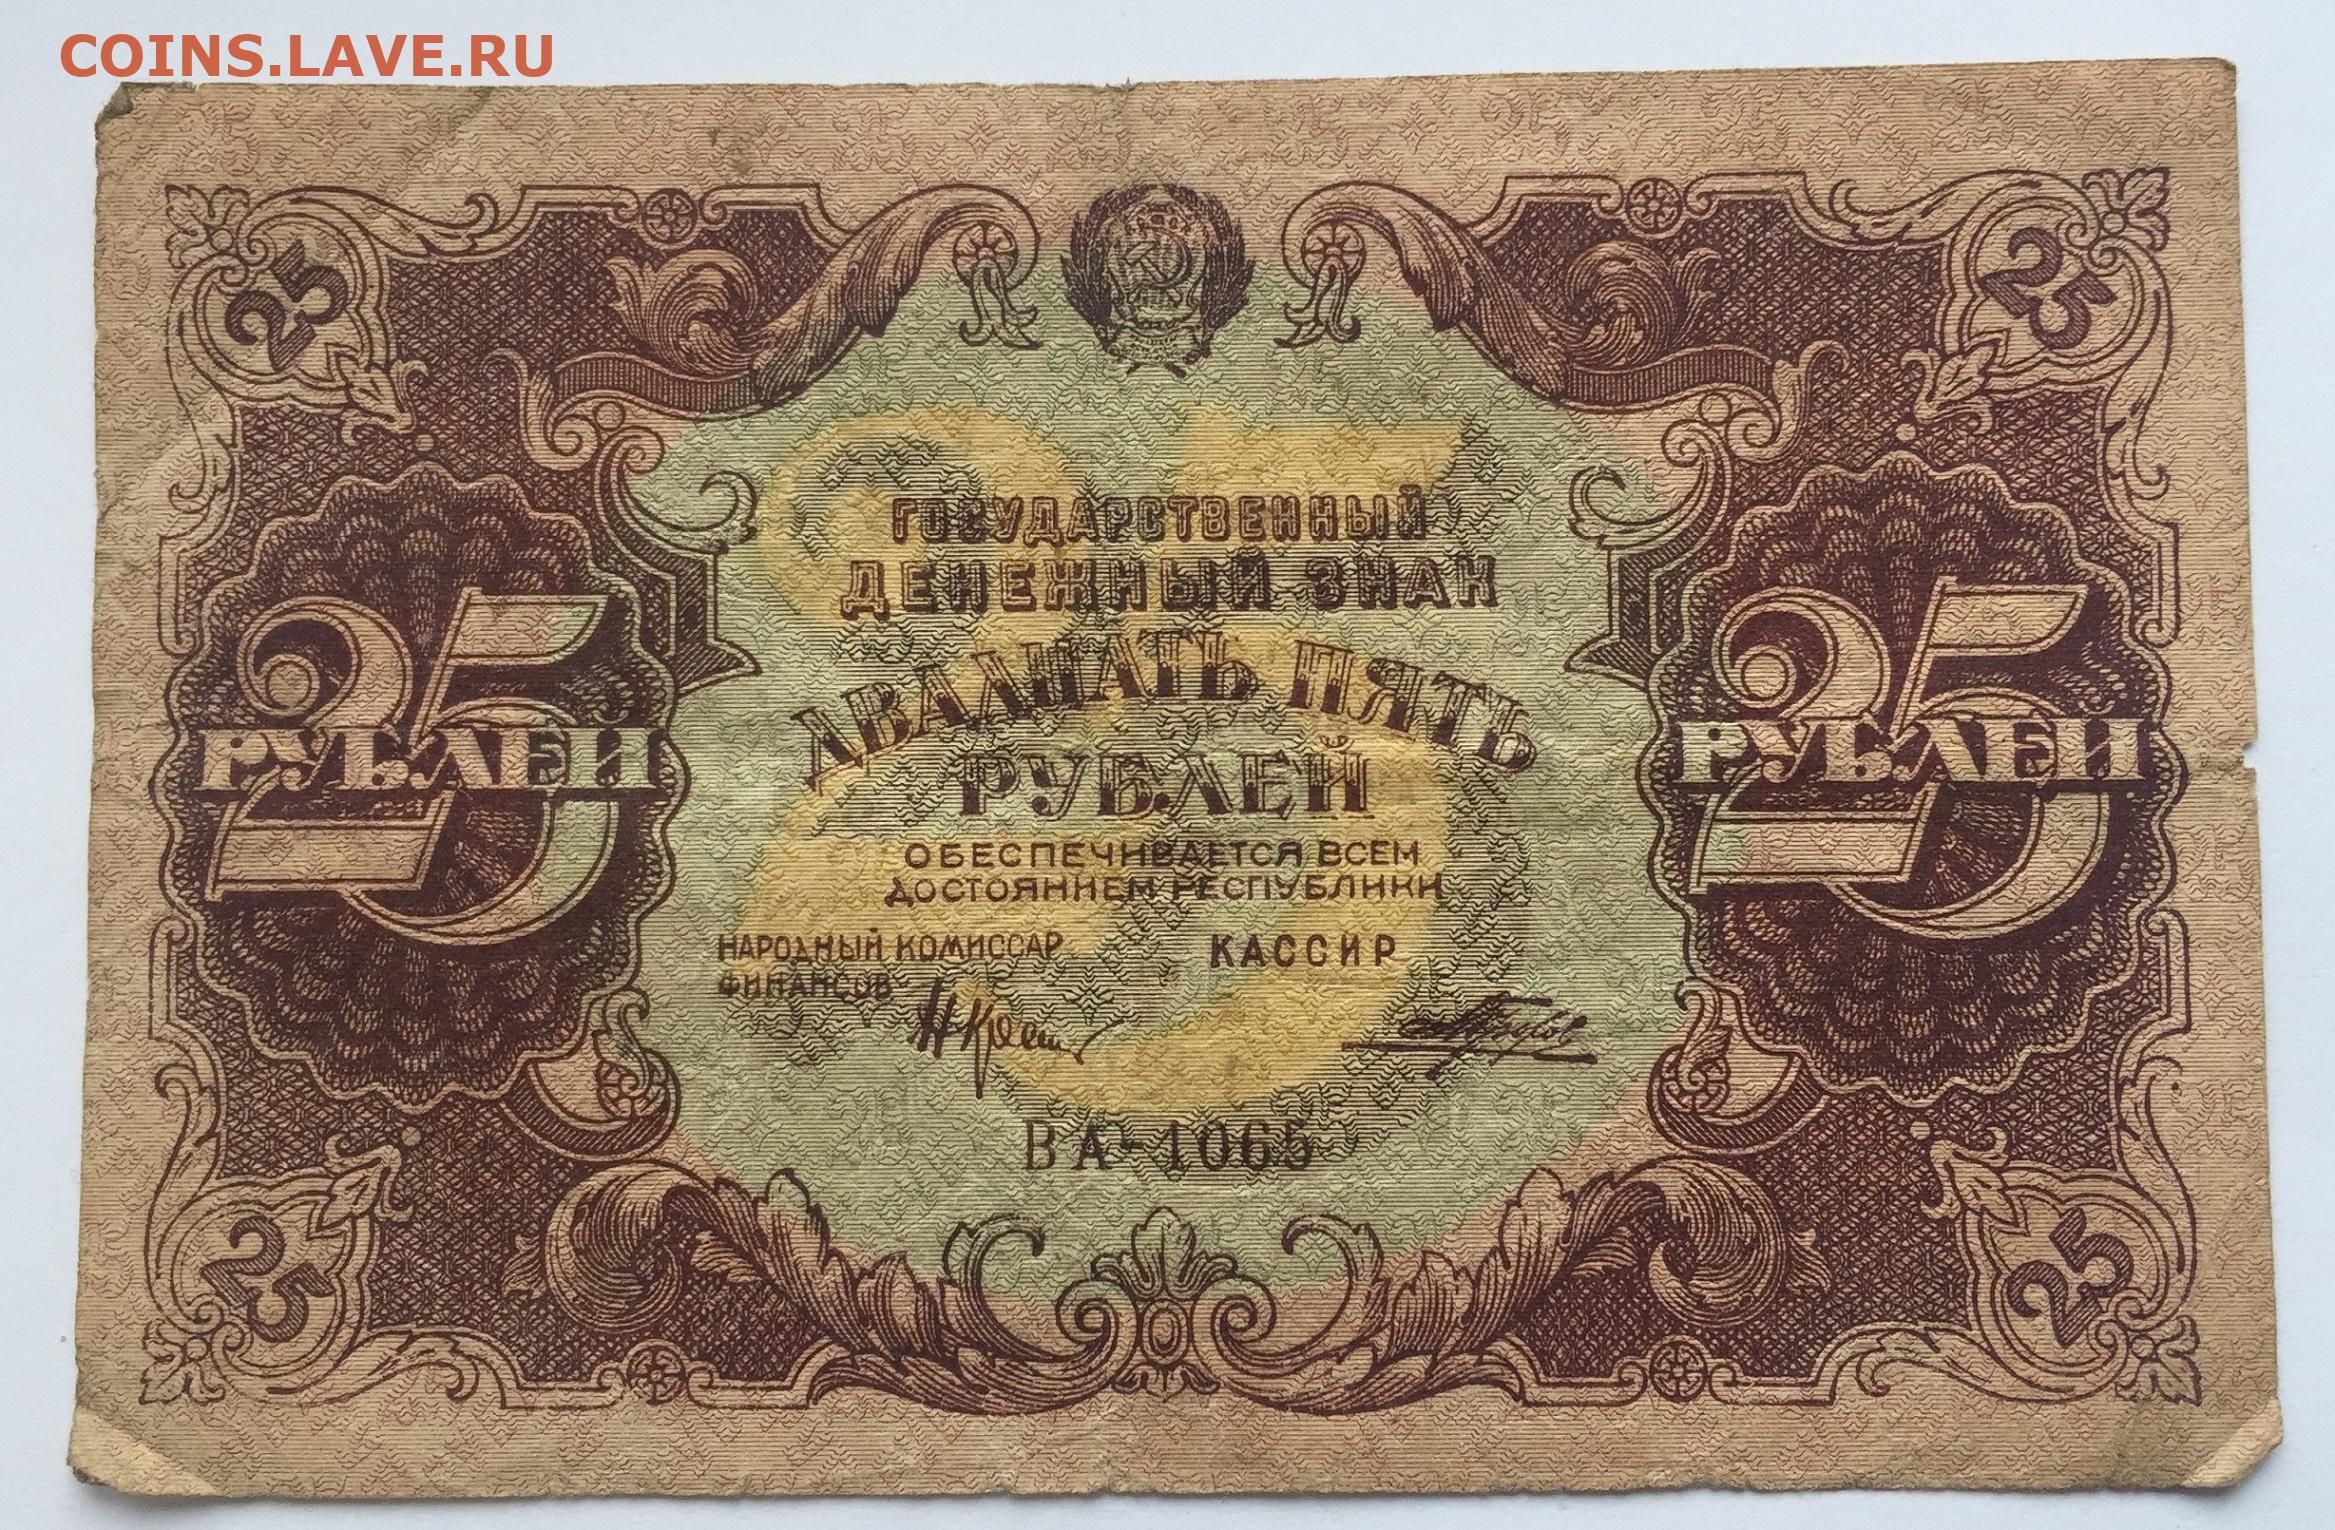 COINS.LAVE.RU
25 25
ГОСУДАРСТВЕННЫЙ
ДЕНЕЖНЫЙ ЗНАК
ДВАДЦАТЬ ПЯТЬ
РУБЛЕЙ
25 РУБЛЕЙ
25 РУБЛЕЙ
ОБЕСПЕЧИВАЕТСЯ ВСЕМ
ДОСТОЯНИЕМ РЕСПУБЛИКИ
НАРОДНЫЙ КОМИССАР
ФИНАНСОВ
КАССИР
ВА-1065
25 25